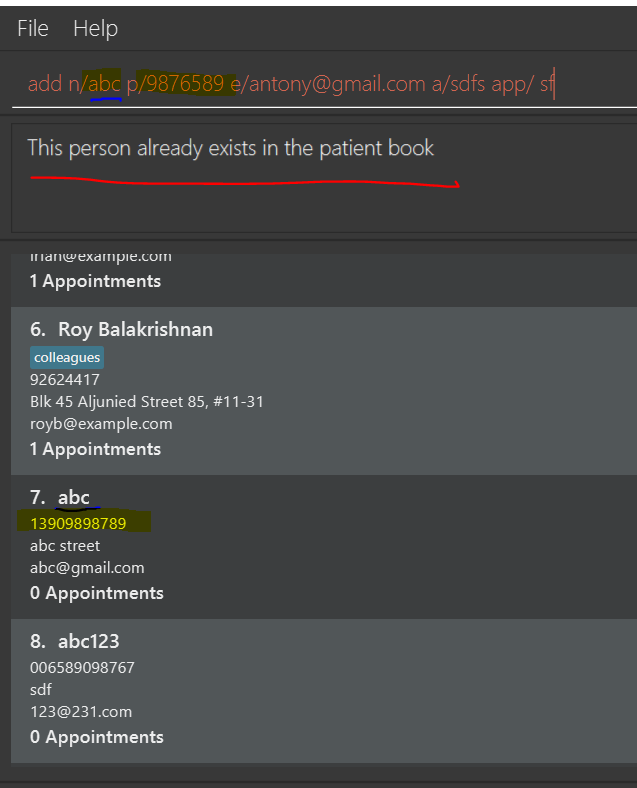 File Help
add n/abc p/9876589 e/antony@gmail.com a/sdfs app/ sf
This person already exists in the patient book
1 Appointments
6. Roy Balakrishnan
colleagues
92624417
Blk 45 Aljunied Street 85, #11-31
royb@example.com
1 Appointments
7. abc
13909898789
abc street
abc@gmail.com
0 Appointments
8. abc123
006589098767
sdf
123@231.com
0 Appointments